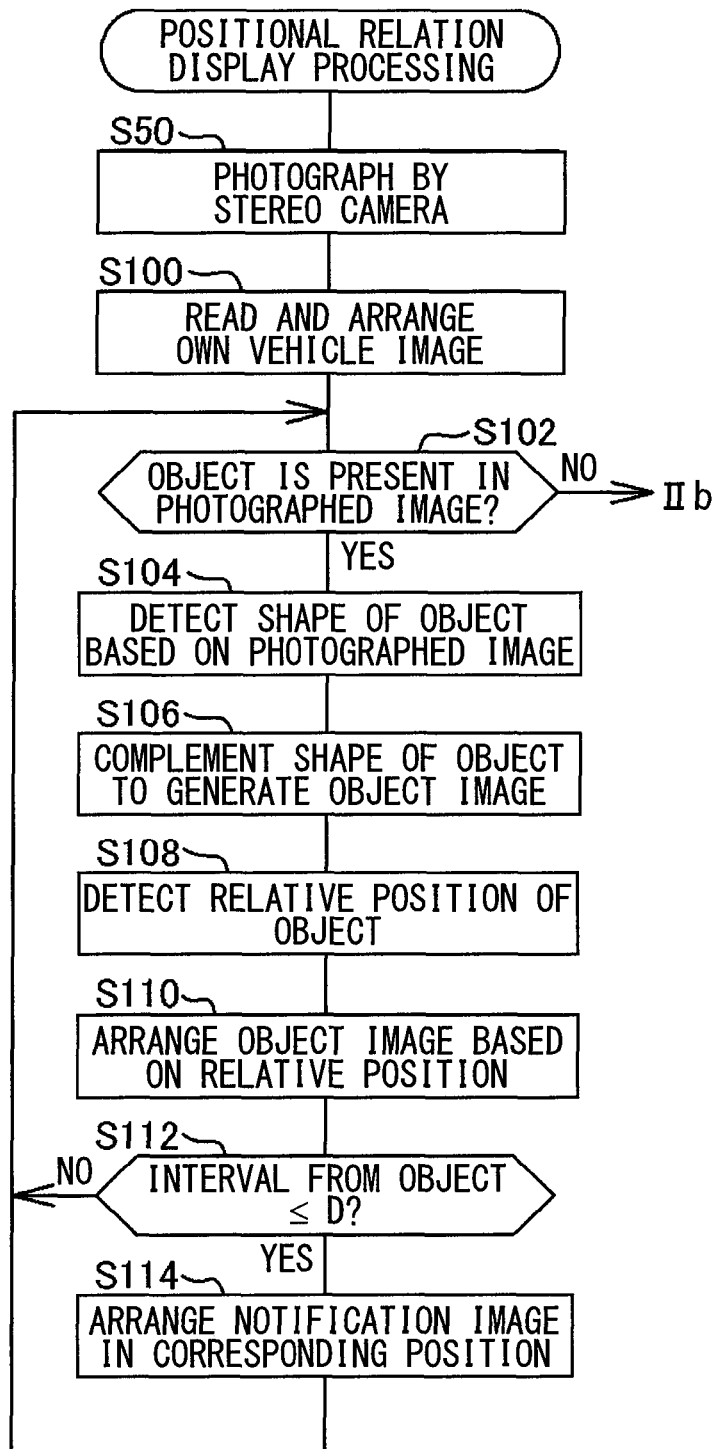 POSITIONAL RELATION
DISPLAY PROCESSING
S50
PHOTOGRAPH BY
STEREO CAMERA
S100
READ AND ARRANGE
OWN VEHICLE IMAGE
S102
OBJECT IS PRESENT IN
PHOTOGRAPHED IMAGE?
NO
Ⅱb
YES
S104
DETECT SHAPE OF OBJECT
BASED ON PHOTOGRAPHED IMAGE
S106
COMPLEMENT SHAPE OF OBJECT
TO GENERATE OBJECT IMAGE
S108
DETECT RELATIVE POSITION OF
OBJECT
S110
ARRANGE OBJECT IMAGE BASED
ON RELATIVE POSITION
S112
NO
INTERVAL FROM OBJECT
≤ D?
YES
S114
ARRANGE NOTIFICATION IMAGE
IN CORRESPONDING POSITION